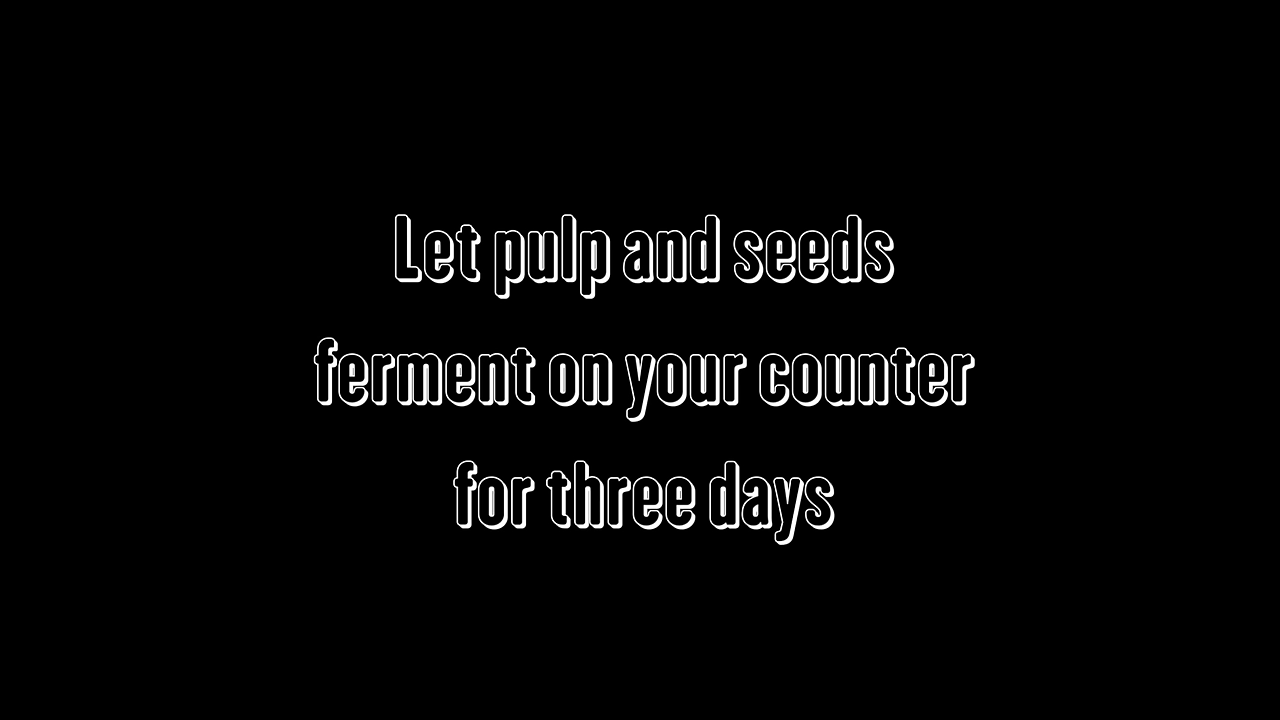 Let pulp and seeds
ferment on your counter
for three days